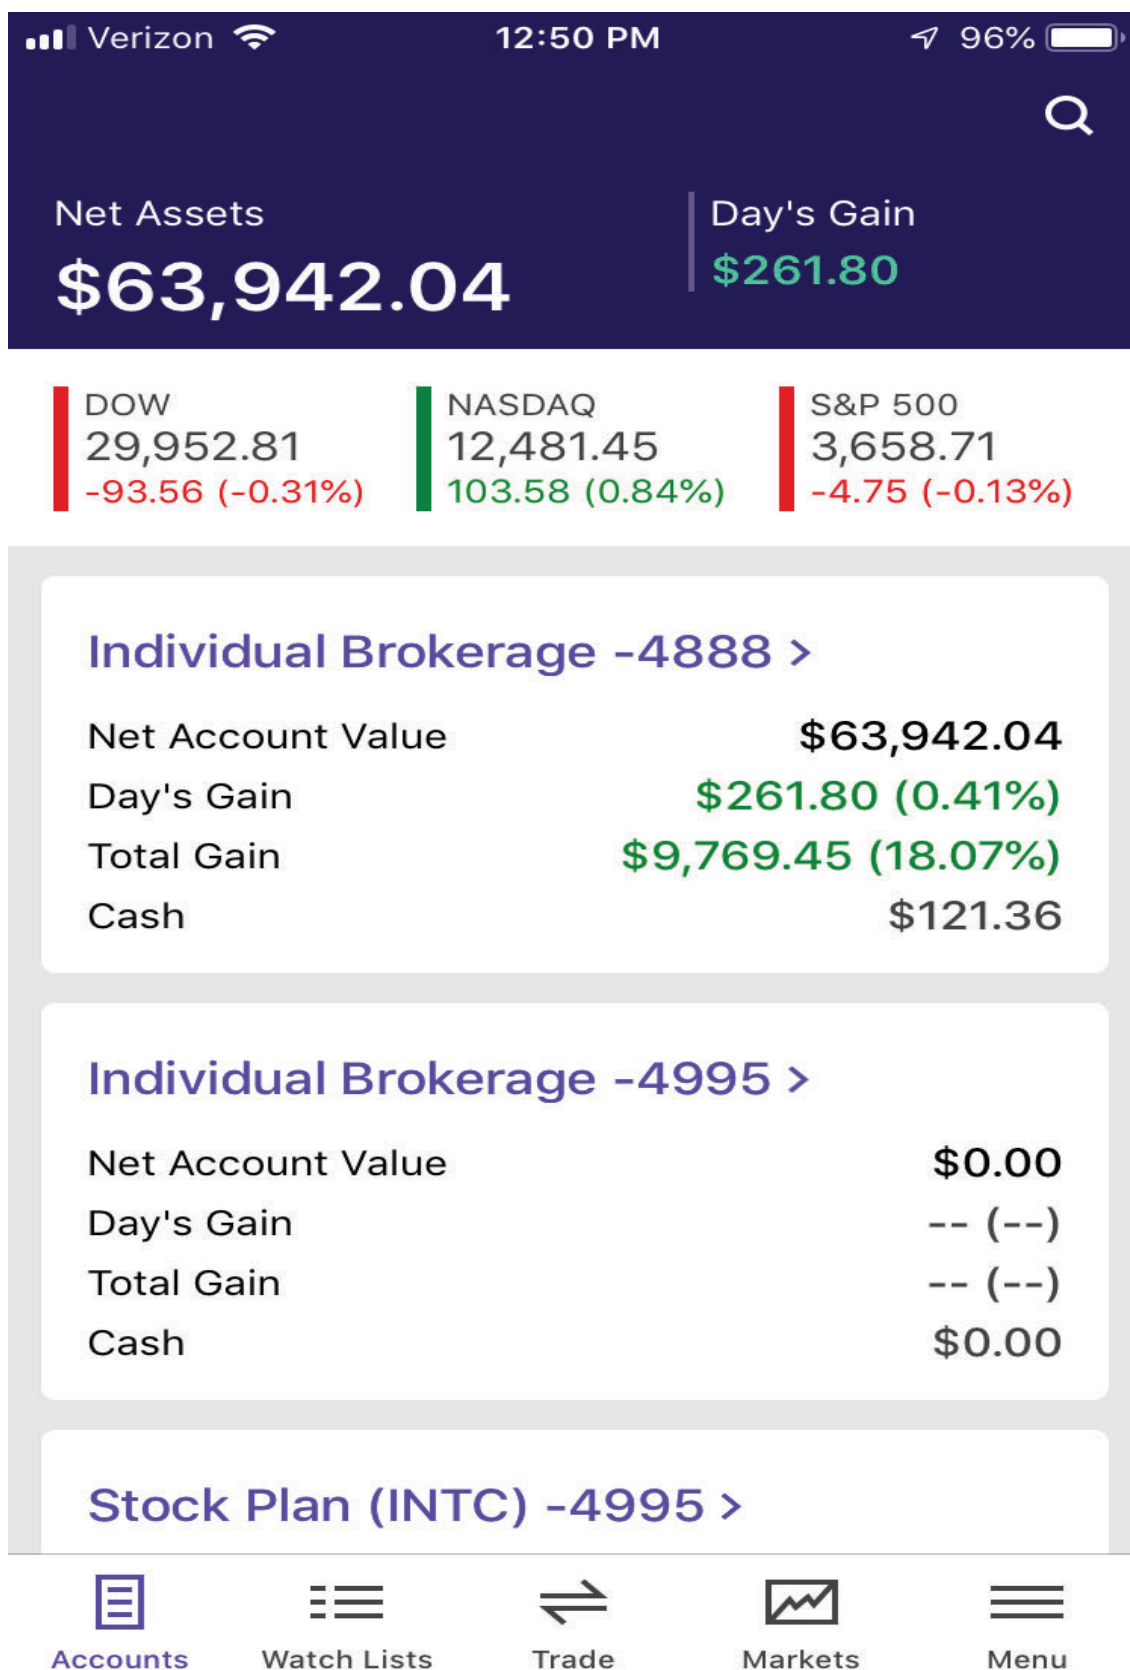 Verizon 12:50 PM 96%
Net Assets Day's Gain
$63,942.04 $261.80
DOW NASDAQ S&P 500
29,952.81 12,481.45 3,658.71
-93.56 (-0.31%) 103.58 (0.84%) -4.75 (-0.13%)
Individual Brokerage -4888 >
Net Account Value $63,942.04
Day's Gain $261.80 (0.41%)
Total Gain $9,769.45 (18.07%)
Cash $121.36
Individual Brokerage -4995 >
Net Account Value $0.00
Day's Gain -- (--)
Total Gain -- (--)
Cash $0.00
Stock Plan (INTC) -4995 >
Accounts Watch Lists Trade Markets Menu